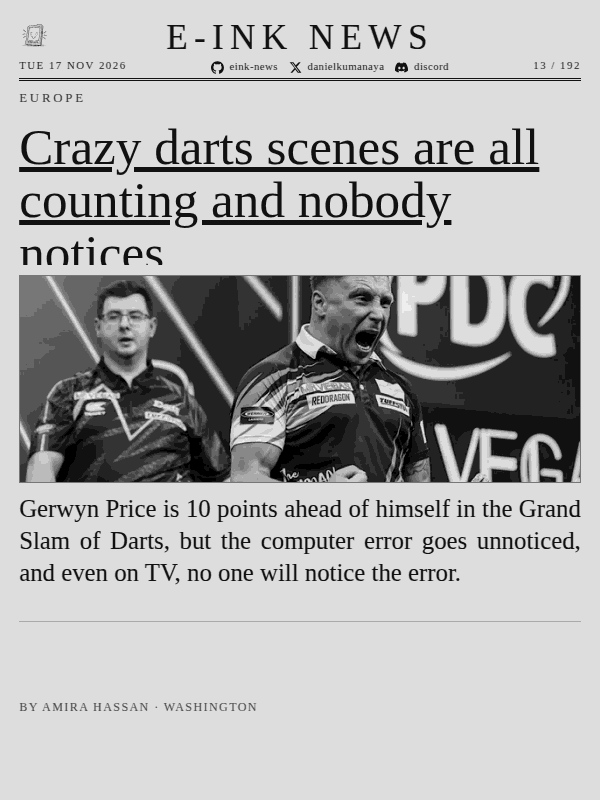 E-INK NEWS
TUE 17 NOV 2026
eink-news danielkumanaya discord
13 / 192
EUROPE
Crazy darts scenes are all
counting and nobody
notices
PDC
REDDRAGON
VEGA
Gerwyn Price is 10 points ahead of himself in the Grand
Slam of Darts, but the computer error goes unnoticed,
and even on TV, no one will notice the error.
BY AMIRA HASSAN · WASHINGTON